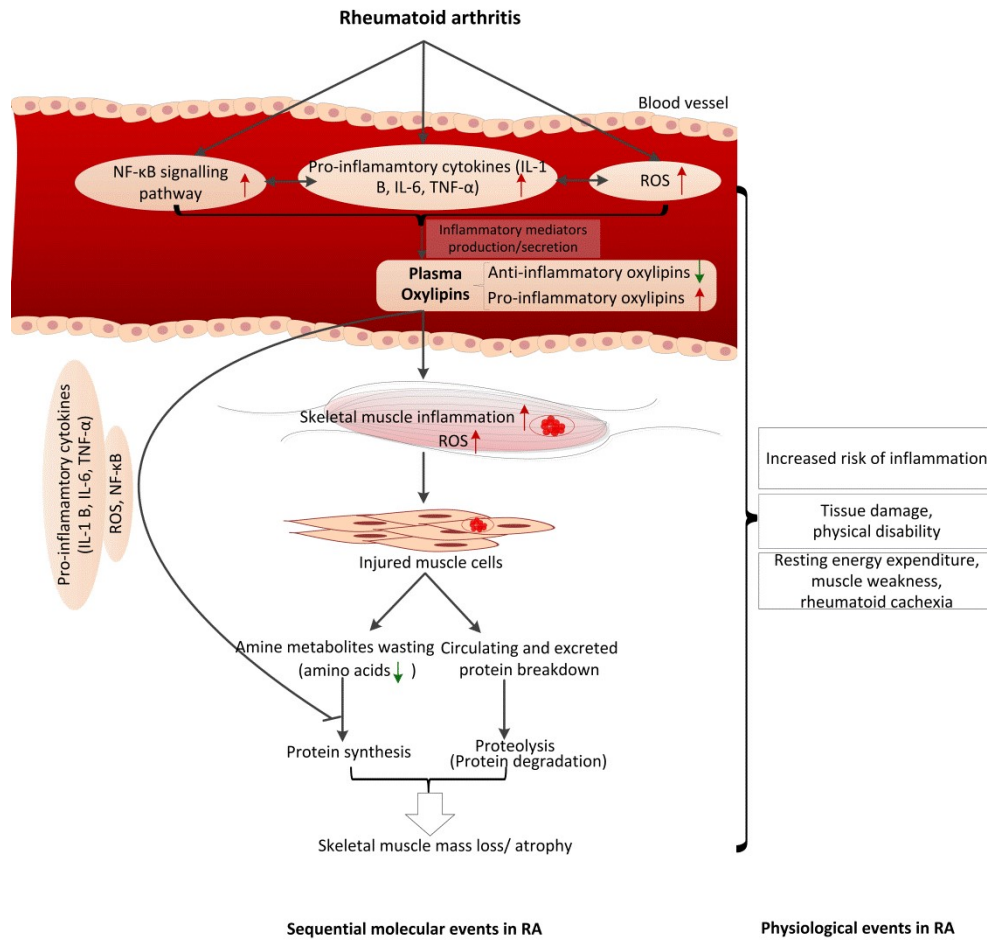 Rheumatoid arthritis
Blood vessel
NF-κB signalling
pathway
Pro-inflamamtory cytokines (IL-1
B, IL-6, TNF-α)
ROS
Inflammatory mediators
production/secretion
Plasma
Oxylipins
Anti-inflammatory oxylipins
Pro-inflammatory oxylipins
Pro-inflamamtory cytokines
(IL-1 B, IL-6, TNF-α)
ROS, NF-κB
Skeletal muscle inflammation
ROS
Injured muscle cells
Amine metabolites wasting
(amino acids )
Circulating and excreted
protein breakdown
Protein synthesis
Proteolysis
(Protein degradation)
Skeletal muscle mass loss/ atrophy
Increased risk of inflammation
Tissue damage,
physical disability
Resting energy expenditure,
muscle weakness,
rheumatoid cachexia
Sequential molecular events in RA
Physiological events in RA